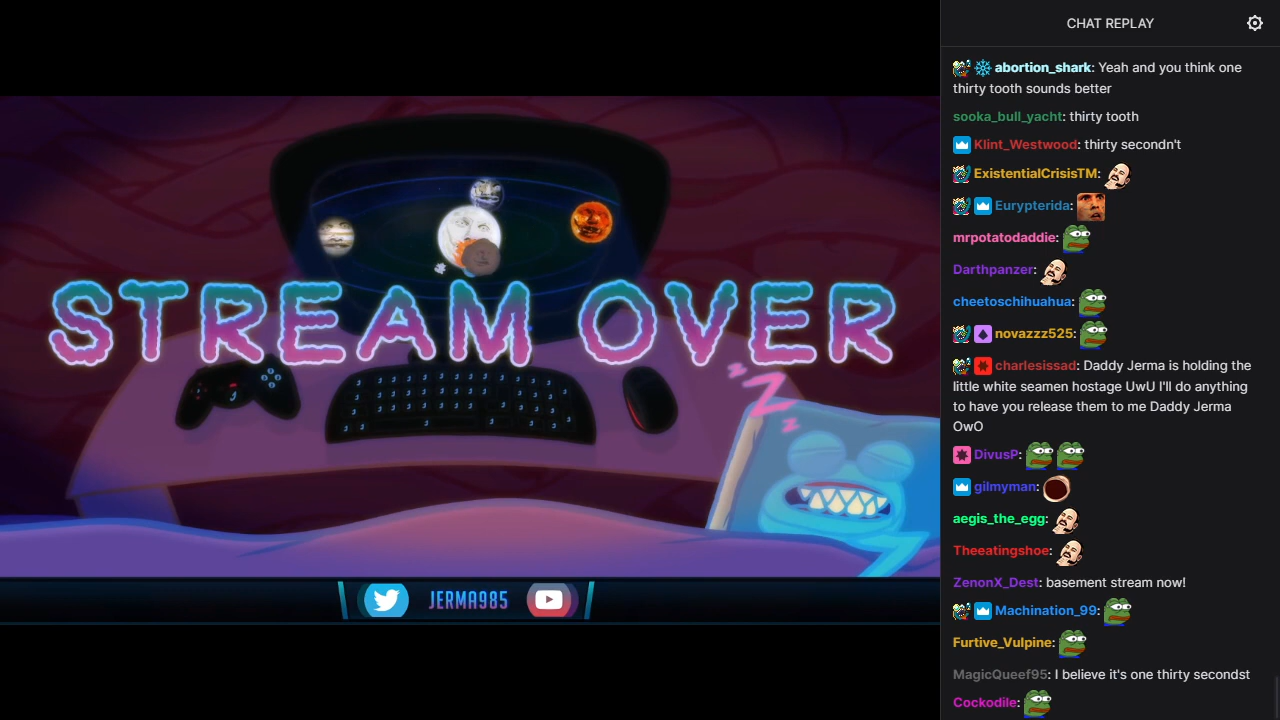 CHAT REPLAY
abortion_shark: Yeah and you think one
thirty tooth sounds better
sooka_bull_yacht: thirty tooth
Klint_Westwood: thirty secondn't
ExistentialCrisisTM:
Eurypterida:
mrpotatodaddie:
Darthpanzer:
cheetoschihuahua:
novazzz525:
charlesissad: Daddy Jerma is holding the
little white seamen hostage UwU I'll do anything
to have you release them to me Daddy Jerma
OwO
DivusP:
gilmyman:
aegis_the_egg:
Theeatingshoe:
ZenonX_Dest: basement stream now!
Machination_99:
Furtive_Vulpine:
MagicQueef95: I believe it's one thirty secondst
Cockodile:
STREAM OVER
z
Z
z
JERMA985